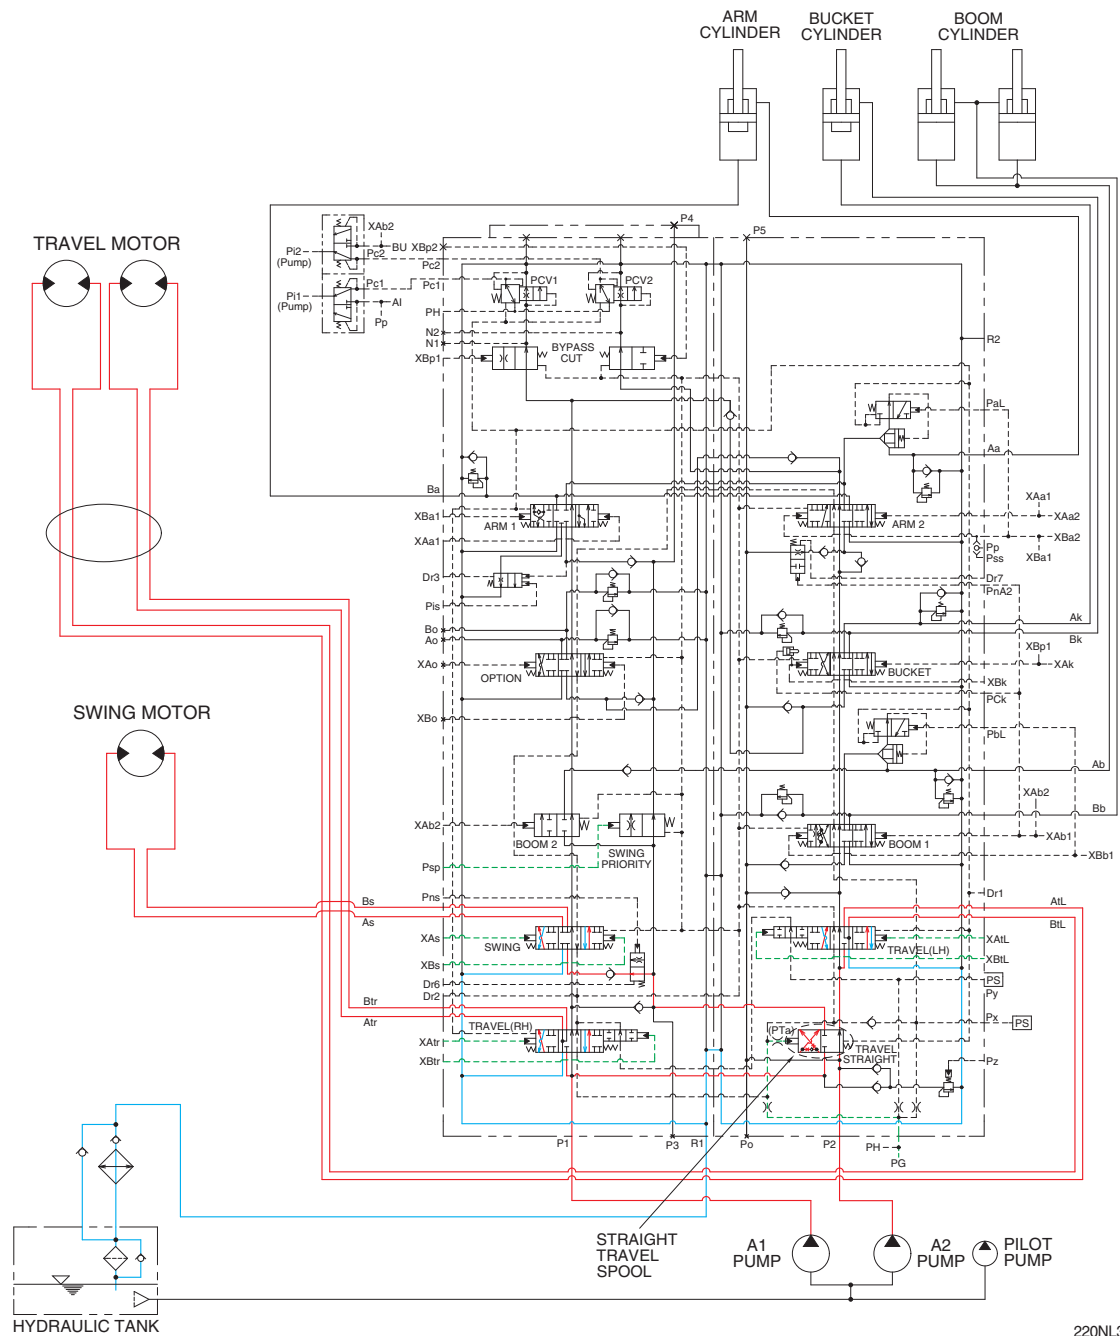 ARM
CYLINDER
BUCKET
CYLINDER
BOOM
CYLINDER
TRAVEL MOTOR
XAb2
BU
XBp2
Pi2
(Pump)
Pc2
Pc2
Pc1
Pc1
Pi1
(Pump)
AI
Pp
PH
N2
N1
XBp1
P4
P5
PCV1
PCV2
BYPASS
CUT
R2
PaL
Aa
Ba
XBa1
ARM 1
XAa1
ARM 2
XAa1
XAa2
XBa2
Pp
Pss
XBa1
Dr3
Dr7
PnA2
Pis
Bo
Ao
Ak
Bk
XBp1
XAo
OPTION
BUCKET
XAk
XBk
PCk
XBo
SWING MOTOR
PbL
Ab
XAb2
Bb
XAb2
BOOM 2
SWING
PRIORITY
BOOM 1
XAb1
XBb1
Psp
Pns
Dr1
Bs
As
AtL
BtL
XAs
SWING
TRAVEL(LH)
XAtL
XBs
XBtL
Dr6
Dr2
PS
Py
Btr
Atr
TRAVEL(RH)
(PTa)
Px
PS
XAtr
TRAVEL
STRAIGHT
XBtr
Pz
P1
P3
R1
Po
P2
PH
PG
STRAIGHT
TRAVEL
SPOOL
A1
PUMP
A2
PUMP
PILOT
PUMP
HYDRAULIC TANK